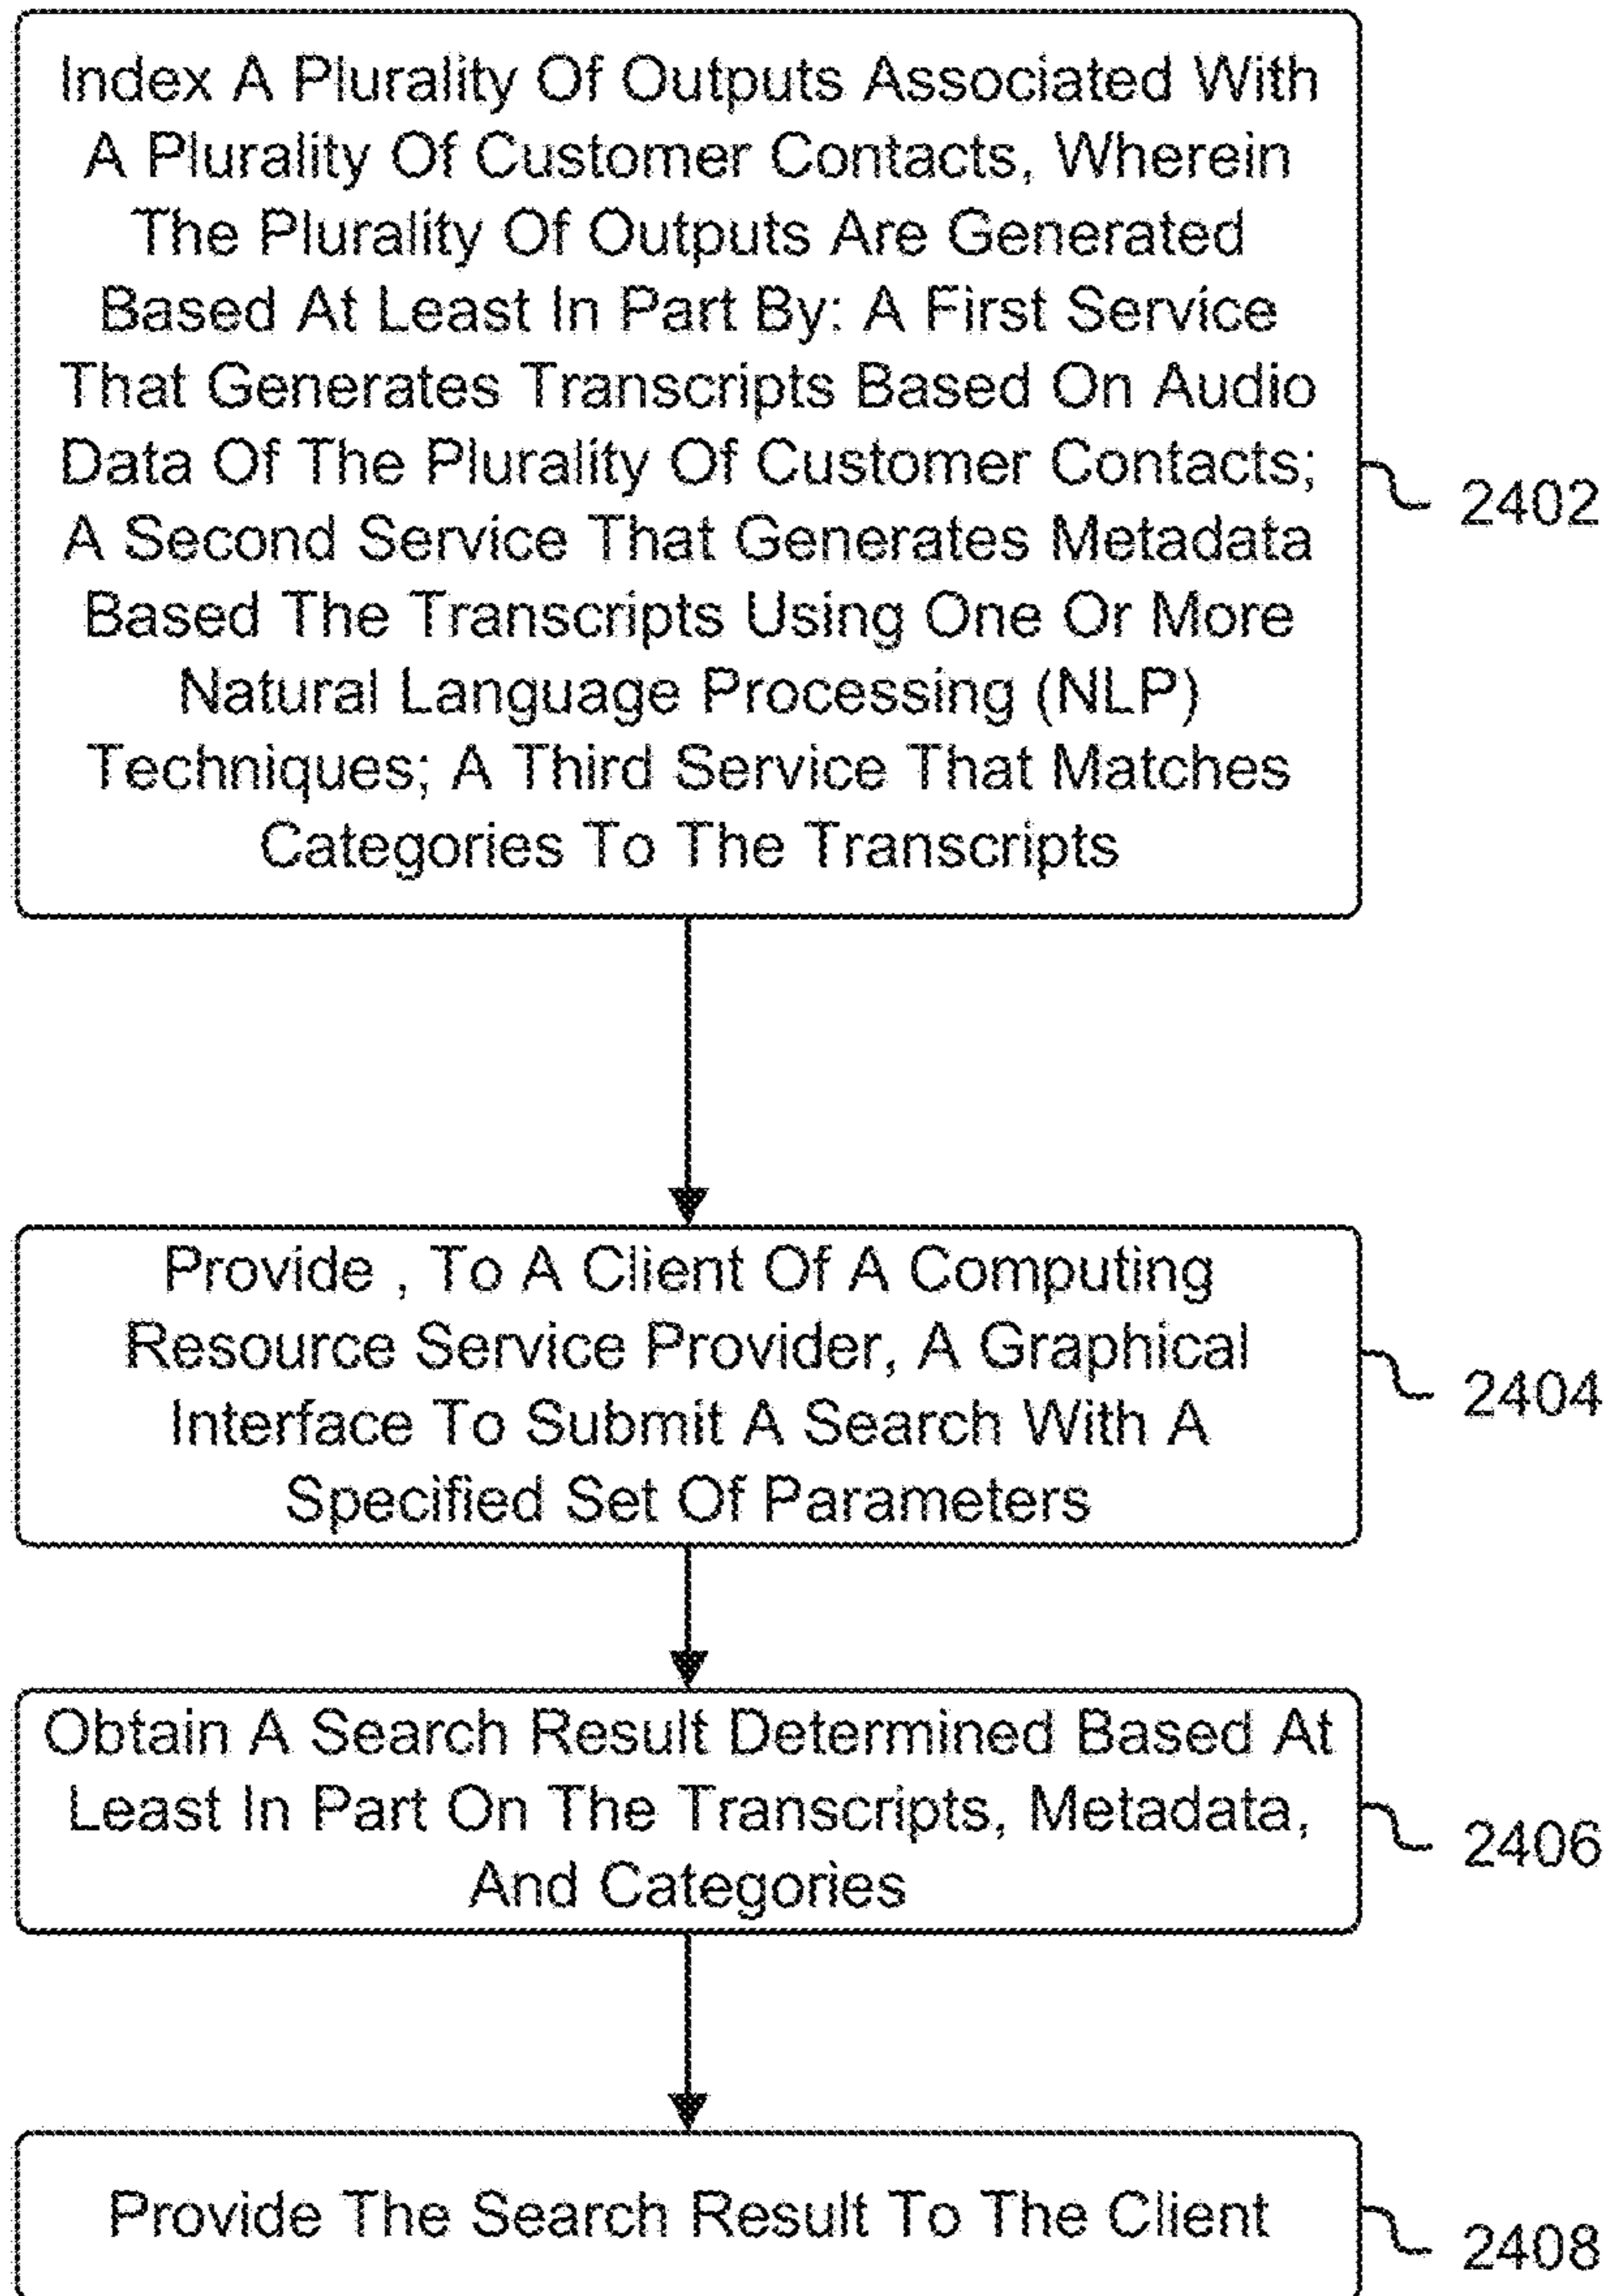 Index A Plurality Of Outputs Associated With
A Plurality Of Customer Contacts, Wherein
The Plurality Of Outputs Are Generated
Based At Least In Part By: A First Service
That Generates Transcripts Based On Audio
Data Of The Plurality Of Customer Contacts;
A Second Service That Generates Metadata
Based The Transcripts Using One Or More
Natural Language Processing (NLP)
Techniques; A Third Service That Matches
Categories To The Transcripts
2402
Provide , To A Client Of A Computing
Resource Service Provider, A Graphical
Interface To Submit A Search With A
Specified Set Of Parameters
2404
Obtain A Search Result Determined Based At
Least In Part On The Transcripts, Metadata,
And Categories
2406
Provide The Search Result To The Client
2408